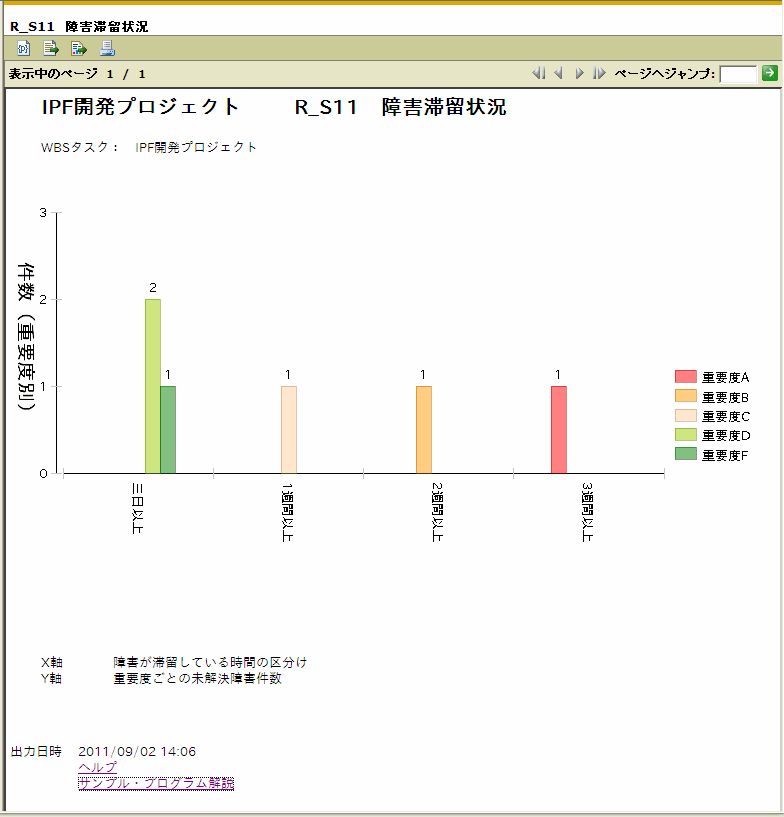 R_S11 障害滞留状況
表示中のページ 1 / 1 ページへジャンプ:
IPF開発プロジェクト R_S11 障害滞留状況
WBSタスク： IPF開発プロジェクト
件数（重要度別）
3
2
1
0
2
1
1
1
1
三日以上
1週間以上
2週間以上
3週間以上
重要度A
重要度B
重要度C
重要度D
重要度F
X軸 障害が滞留している時間の区分け
Y軸 重要度ごとの未解決障害件数
出力日時 2011/09/02 14:06
ヘルプ
サンプル・プログラム解説